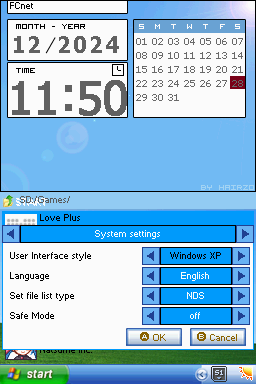 FCnet
MONTH - YEAR
12/2024
TIME
11:50
S M T W T F S
01 02 03 04 05 06 07
08 09 10 11 12 13 14
15 16 17 18 19 20 21
22 23 24 25 26 27 28
29 30 31
BY HAIRZO
SD:/Games/
Love Plus
System settings
User Interface style
Windows XP
Language
English
Set file list type
NDS
Safe Mode
off
A OK
B Cancel
Natsume Inc.
start
S1